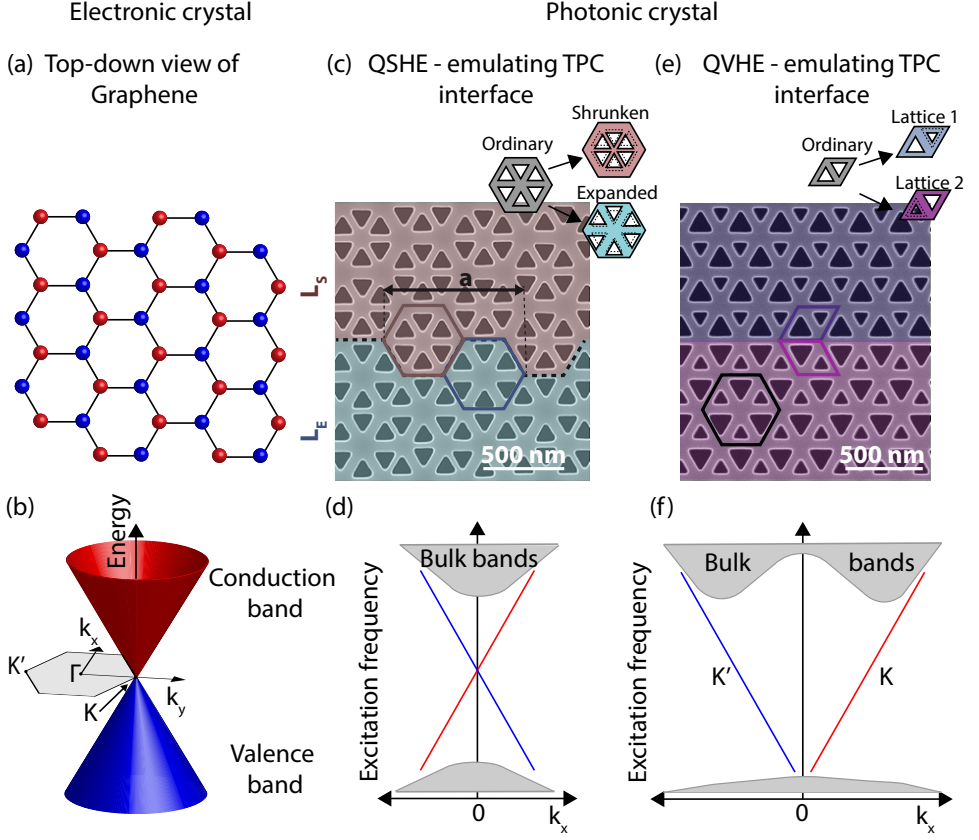 Electronic crystal
Photonic crystal
(a) Top-down view of
Graphene
(c) QSHE - emulating TPC
interface
Ordinary
Shrunken
Expanded
L_S
a
L_E
500 nm
(e) QVHE - emulating TPC
interface
Ordinary
Lattice 1
Lattice 2
500 nm
(b)
Energy
Conduction
band
k_x
K'
Γ
K
k_y
Valence
band
(d)
Bulk bands
Excitation frequency
0
k_x
(f)
Bulk bands
Excitation frequency
K'
K
0
k_x